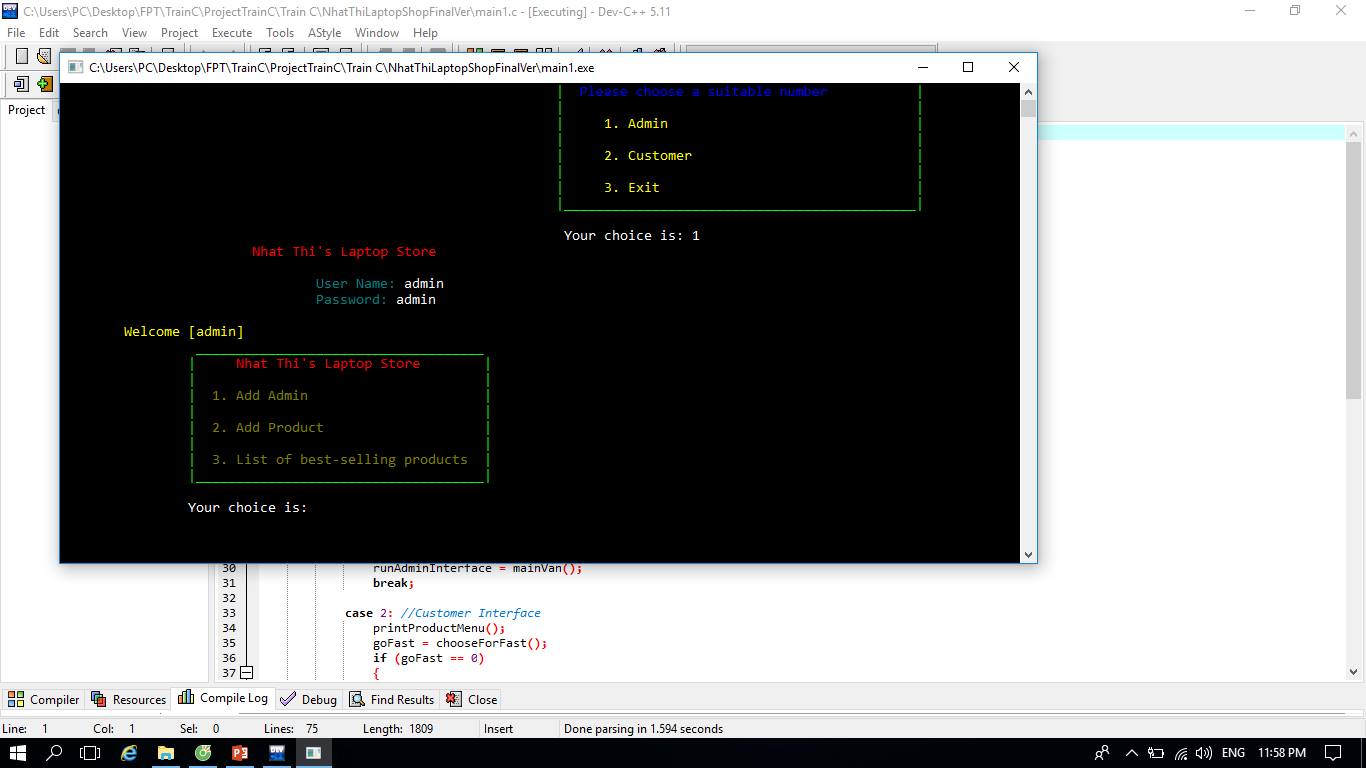 C:\Users\PC\Desktop\FPT\TrainC\ProjectTrainC\Train C\NhatThiLaptopShopFinalVer\main1.c - [Executing] - Dev-C++ 5.11
File Edit Search View Project Execute Tools AStyle Window Help
C:\Users\PC\Desktop\FPT\TrainC\ProjectTrainC\Train C\NhatThiLaptopShopFinalVer\main1.exe
Project
Please choose a suitable number
1. Admin
2. Customer
3. Exit
Your choice is: 1
Nhat Thi's Laptop Store
User Name: admin
Password: admin
Welcome [admin]
Nhat Thi's Laptop Store
1. Add Admin
2. Add Product
3. List of best-selling products
Your choice is:
30 runAdminInterface = mainVan();
31 break;
32
33 case 2: //Customer Interface
34 printProductMenu();
35 goFast = chooseForFast();
36 if (goFast == 0)
37 {
Compiler Resources Compile Log Debug Find Results Close
Line: 1 Col: 1 Sel: 0 Lines: 75 Length: 1809 Insert Done parsing in 1.594 seconds
ENG 11:58 PM